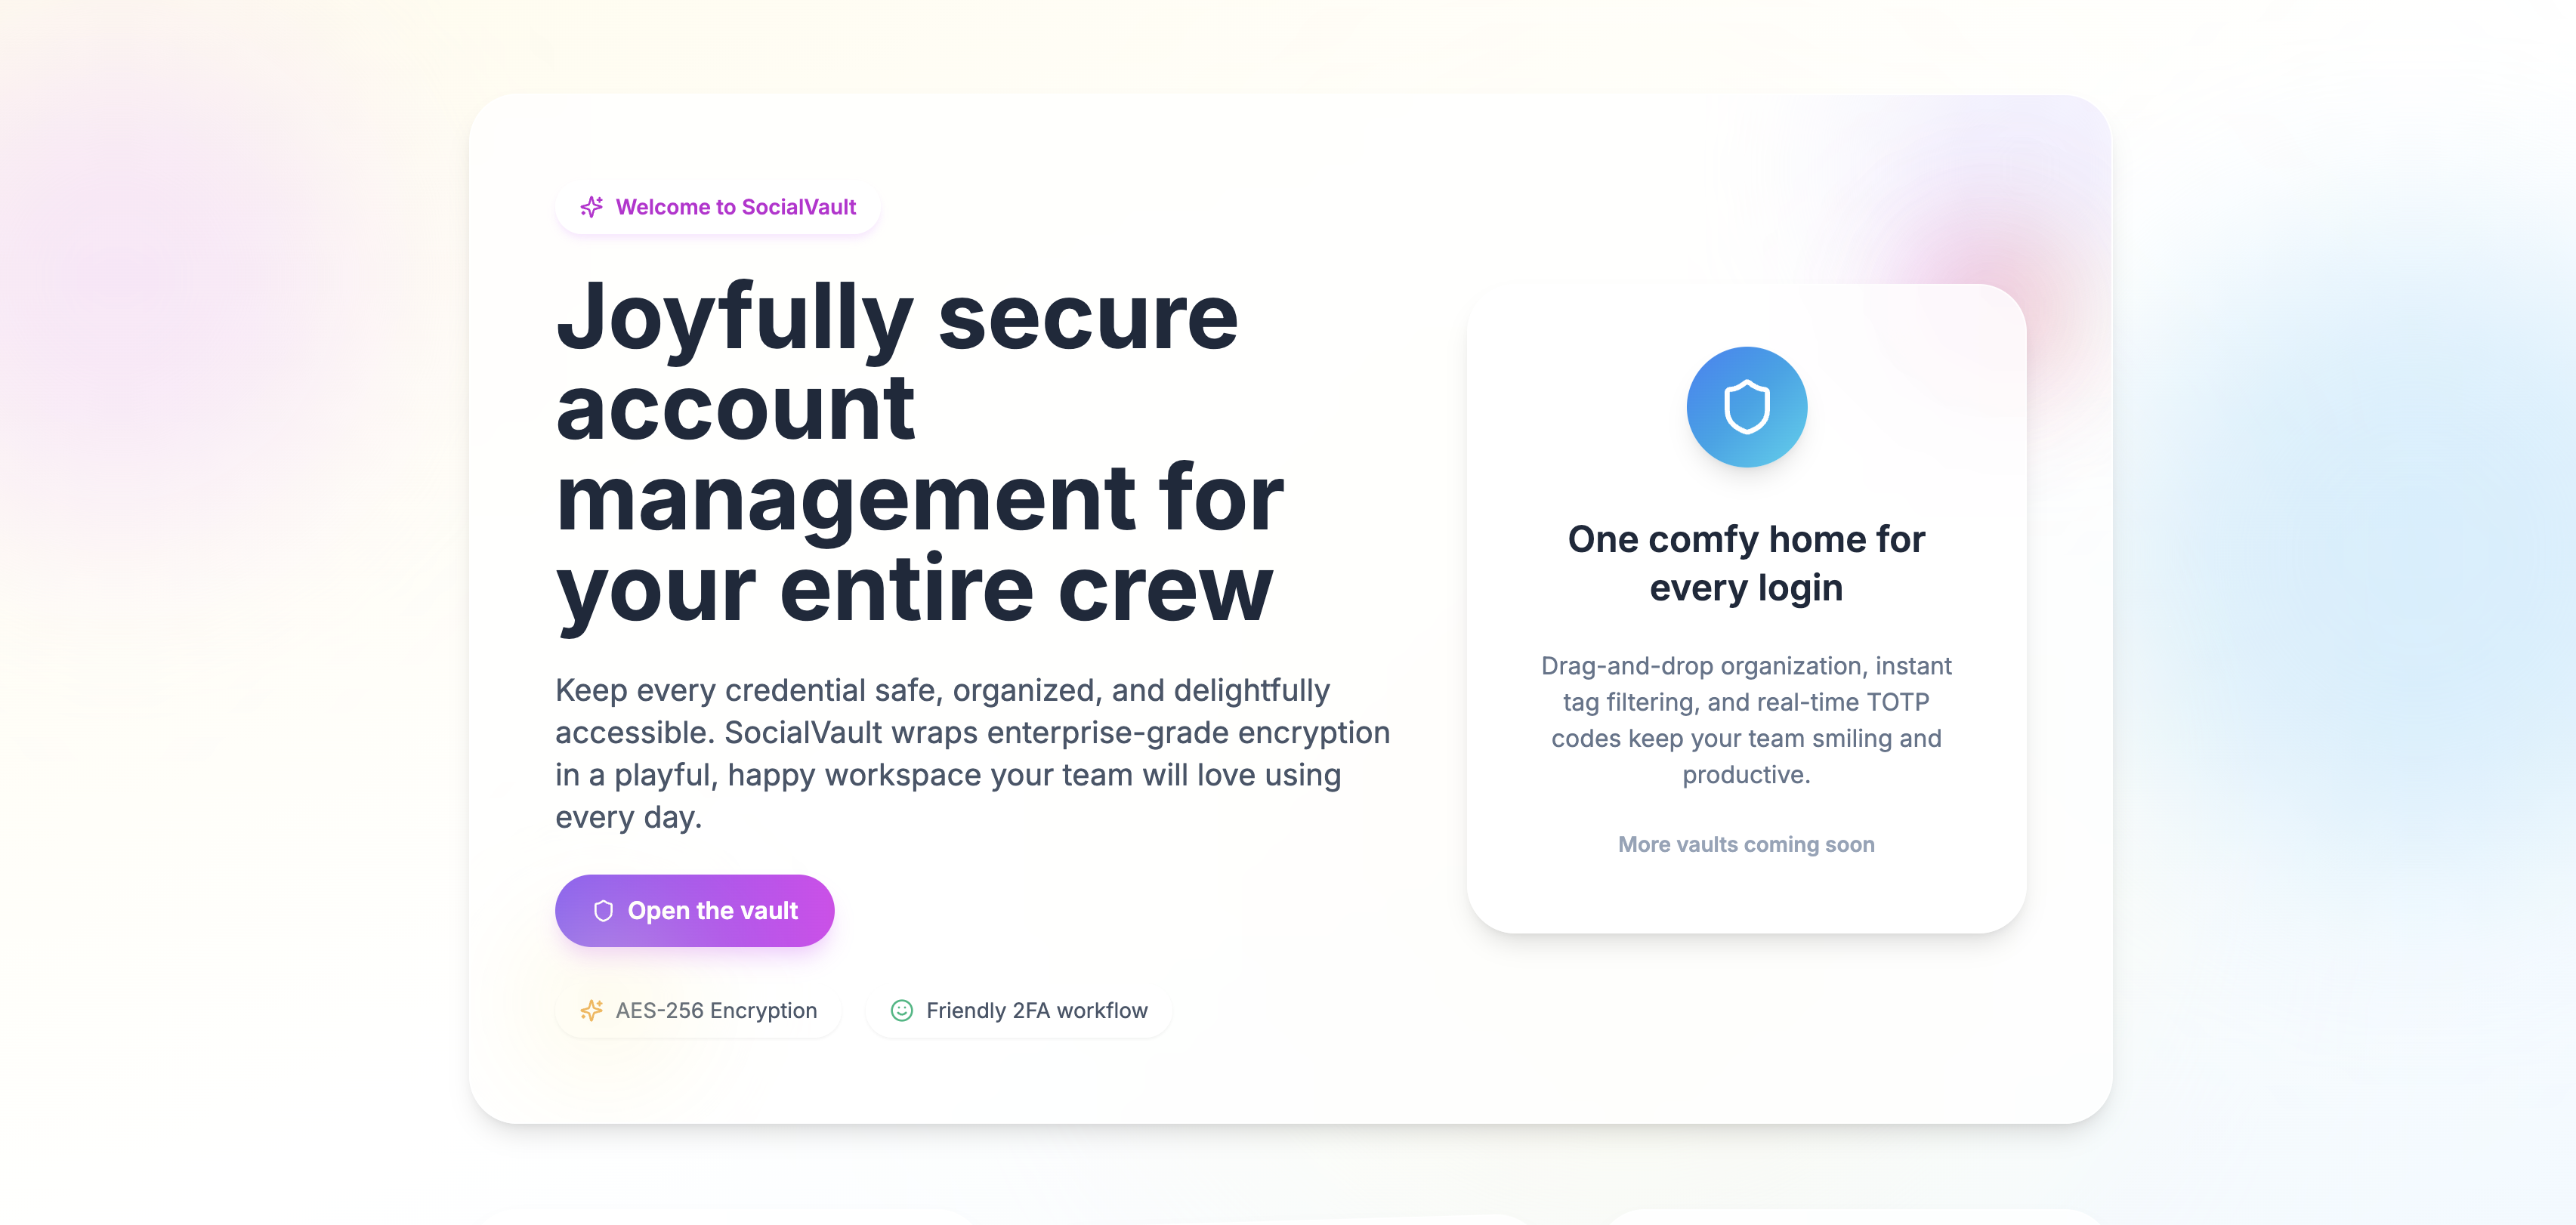 Welcome to SocialVault
Joyfully secure
account
management for
your entire crew
Keep every credential safe, organized, and delightfully
accessible. SocialVault wraps enterprise-grade encryption
in a playful, happy workspace your team will love using
every day.
Open the vault
AES-256 Encryption
Friendly 2FA workflow
One comfy home for
every login
Drag-and-drop organization, instant
tag filtering, and real-time TOTP
codes keep your team smiling and
productive.
More vaults coming soon